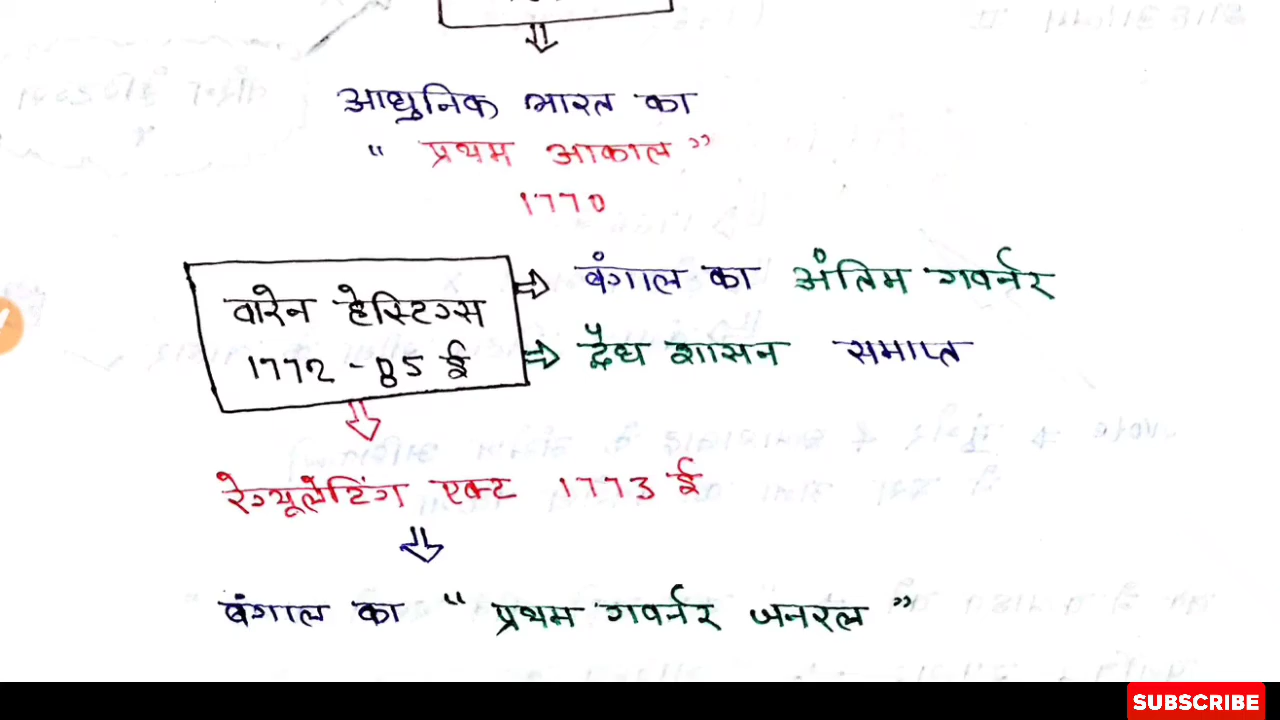 आधुनिक भारत का
" प्रथम आकाल "
1770
वारेन हेस्टिंग्स
1772 - 85 ई
बंगाल का अंतिम गवर्नर
द्वैध शासन समाप्त
रेग्यूलेटिंग एक्ट 1773 ई
बंगाल का " प्रथम गवर्नर जनरल "
SUBSCRIBE